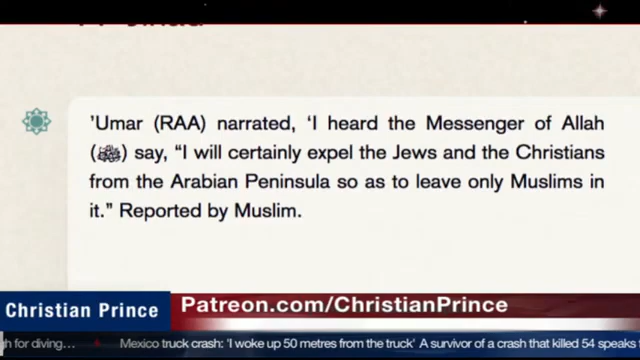 'Umar (RAA) narrated, 'I heard the Messenger of Allah
(ﷺ) say, "I will certainly expel the Jews and the Christians
from the Arabian Peninsula so as to leave only Muslims in
it." Reported by Muslim.
Christian Prince
Patreon.com/ChristianPrince
for diving... Mexico truck crash: 'I woke up 50 metres from the truck' A survivor of a crash that killed 54 speaks